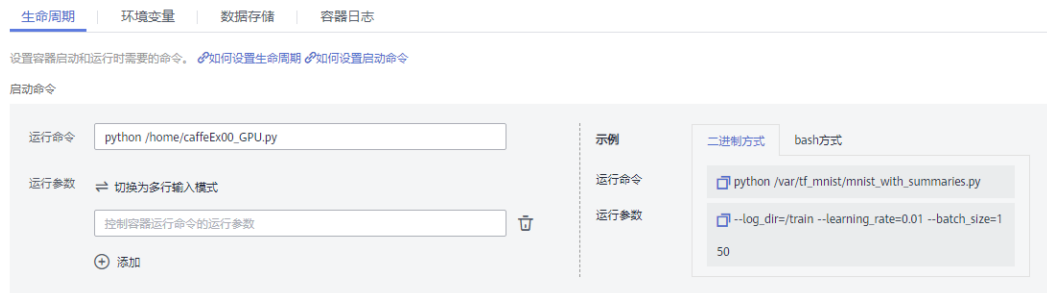 生命周期 环境变量 数据存储 容器日志
设置容器启动和运行时需要的命令。 如何设置生命周期 如何设置启动命令
启动命令
运行命令 python /home/caffeEx00_GPU.py
运行参数 切换为多行输入模式
控制容器运行命令的运行参数
添加
示例 二进制方式 bash方式
运行命令 python /var/tf_mnist/mnist_with_summaries.py
运行参数 --log_dir=/train --learning_rate=0.01 --batch_size=1
50